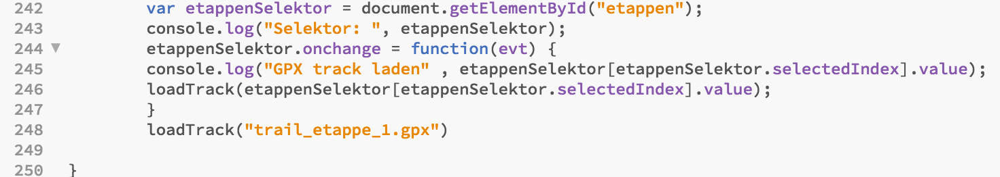 242 var etappenSelektor = document.getElementById("etappen");
243 console.log("Selektor: ", etappenSelektor);
244 ▼ etappenSelektor.onchange = function(evt) {
245 console.log("GPX track laden" , etappenSelektor[etappenSelektor.selectedIndex].value);
246 loadTrack(etappenSelektor[etappenSelektor.selectedIndex].value);
247 }
248 loadTrack("trail_etappe_1.gpx")
249
250 }